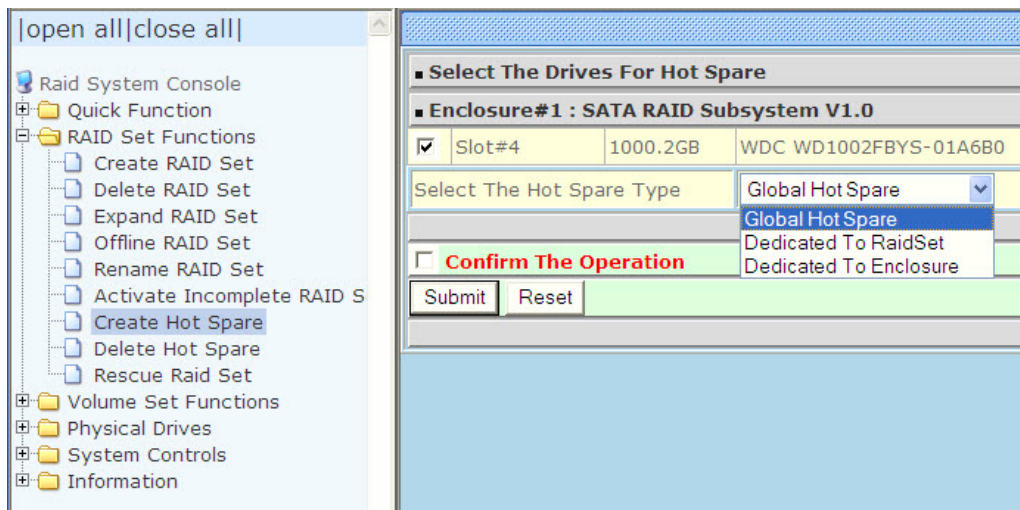 |open all|close all|
Raid System Console
Quick Function
RAID Set Functions
Create RAID Set
Delete RAID Set
Expand RAID Set
Offline RAID Set
Rename RAID Set
Activate Incomplete RAID S
Create Hot Spare
Delete Hot Spare
Rescue Raid Set
Volume Set Functions
Physical Drives
System Controls
Information
Select The Drives For Hot Spare
Enclosure#1 : SATA RAID Subsystem V1.0
Slot#4 1000.2GB WDC WD1002FBYS-01A6B0
Select The Hot Spare Type Global Hot Spare
Global Hot Spare
Dedicated To RaidSet
Dedicated To Enclosure
Confirm The Operation
Submit Reset